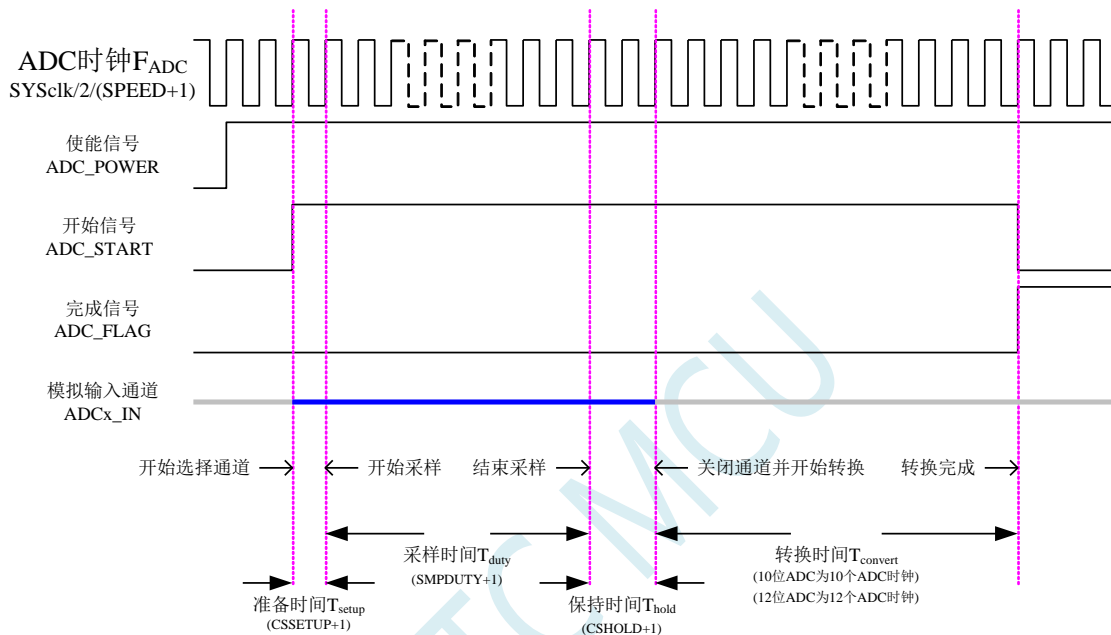 ADC时钟FADC
SYSclk/2/(SPEED+1)
使能信号
ADC_POWER
开始信号
ADC_START
完成信号
ADC_FLAG
模拟输入通道
ADCx_IN
开始选择通道 开始采样 结束采样 关闭通道并开始转换 转换完成
采样时间Tduty
(SMPDUTY+1)
转换时间Tconvert
(10位ADC为10个ADC时钟)
(12位ADC为12个ADC时钟)
准备时间Tsetup
(CSSETUP+1)
保持时间Thold
(CSHOLD+1)
TC MCU